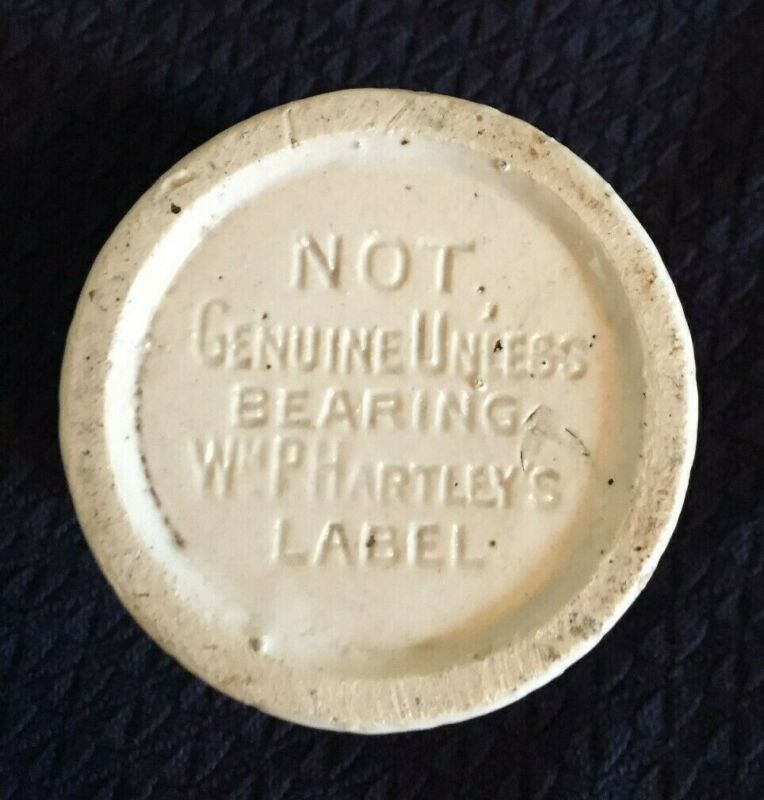 NOT
GENUINE UNLESS
BEARING
WM P HARTLEY'S
LABEL